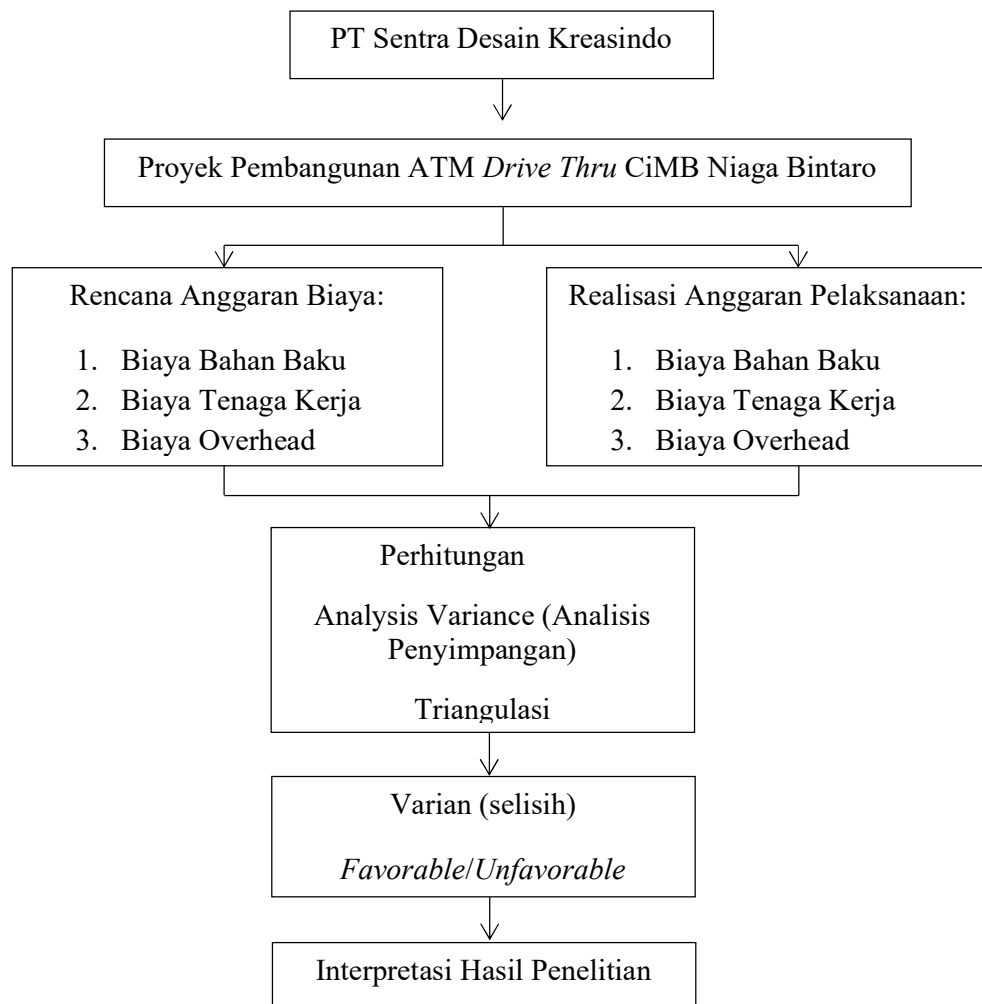 PT Sentra Desain Kreasindo
Proyek Pembangunan ATM Drive Thru CiMB Niaga Bintaro
Rencana Anggaran Biaya:
1. Biaya Bahan Baku
2. Biaya Tenaga Kerja
3. Biaya Overhead
Realisasi Anggaran Pelaksanaan:
1. Biaya Bahan Baku
2. Biaya Tenaga Kerja
3. Biaya Overhead
Perhitungan
Analysis Variance (Analisis
Penyimpangan)
Triangulasi
Varian (selisih)
Favorable/Unfavorable
Interpretasi Hasil Penelitian